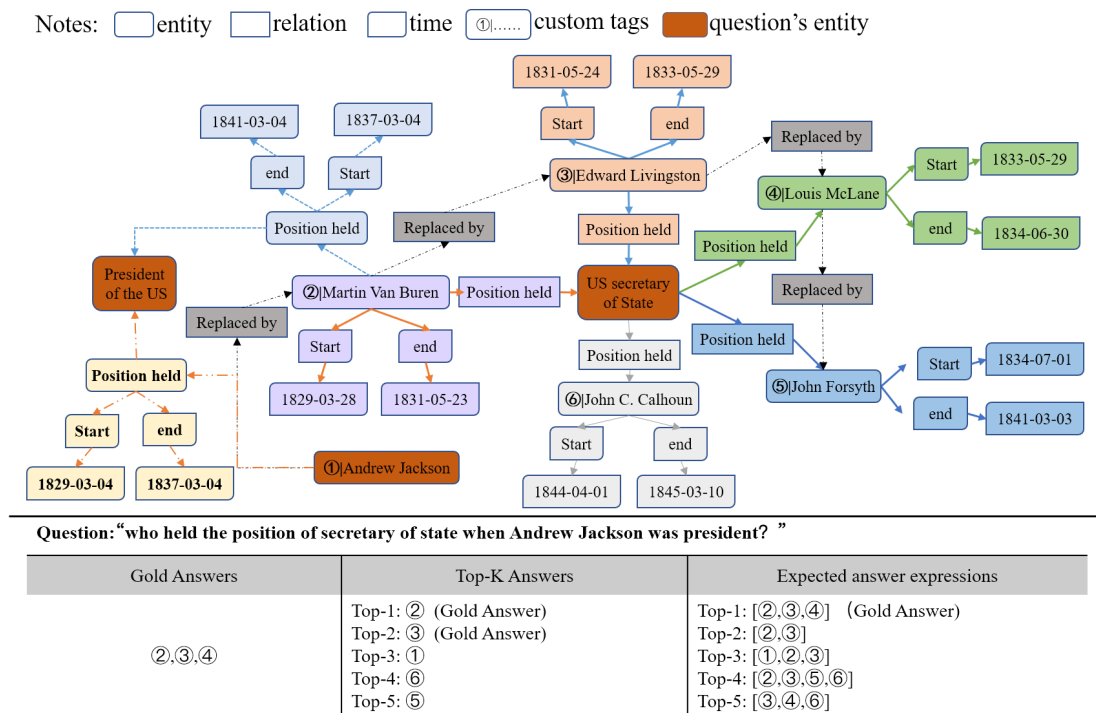 Notes: entity relation time ①|...... custom tags question's entity
1831-05-24
1833-05-29
1841-03-04
1837-03-04
Start
end
Replaced by
end
Start
③|Edward Livingston
Start
1833-05-29
④|Louis McLane
Position held
Replaced by
Position held
Position held
end
1834-06-30
President
of the US
②|Martin Van Buren
Position held
US secretary
of State
Replaced by
Replaced by
Start
end
Position held
Position held
Start
1834-07-01
Position held
1829-03-28
1831-05-23
⑥|John C. Calhoun
⑤|John Forsyth
end
1841-03-03
Start
end
Start
end
1829-03-04
1837-03-04
①|Andrew Jackson
1844-04-01
1845-03-10
Question:“who held the position of secretary of state when Andrew Jackson was president? ”
Gold Answers
Top-K Answers
Expected answer expressions
②,③,④
Top-1: ② (Gold Answer)
Top-2: ③ (Gold Answer)
Top-3: ①
Top-4: ⑥
Top-5: ⑤
Top-1: [②,③,④] (Gold Answer)
Top-2: [②,③]
Top-3: [①,②,③]
Top-4: [②,③,⑤,⑥]
Top-5: [③,④,⑥]